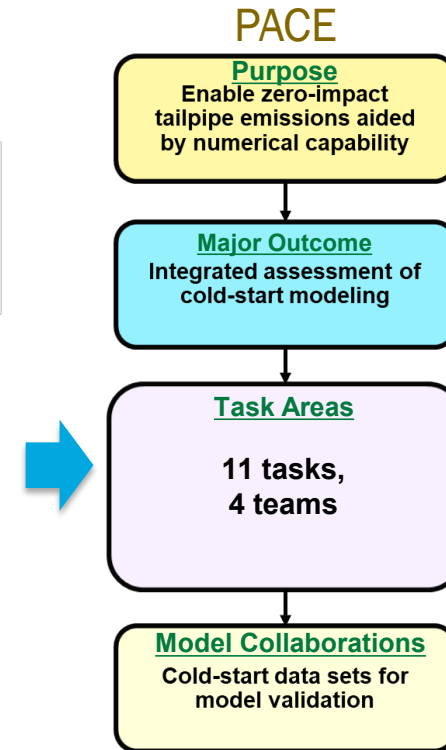 PACE
Purpose
Enable zero-impact
tailpipe emissions aided
by numerical capability
Major Outcome
Integrated assessment of
cold-start modeling
Task Areas
11 tasks,
4 teams
Model Collaborations
Cold-start data sets for
model validation